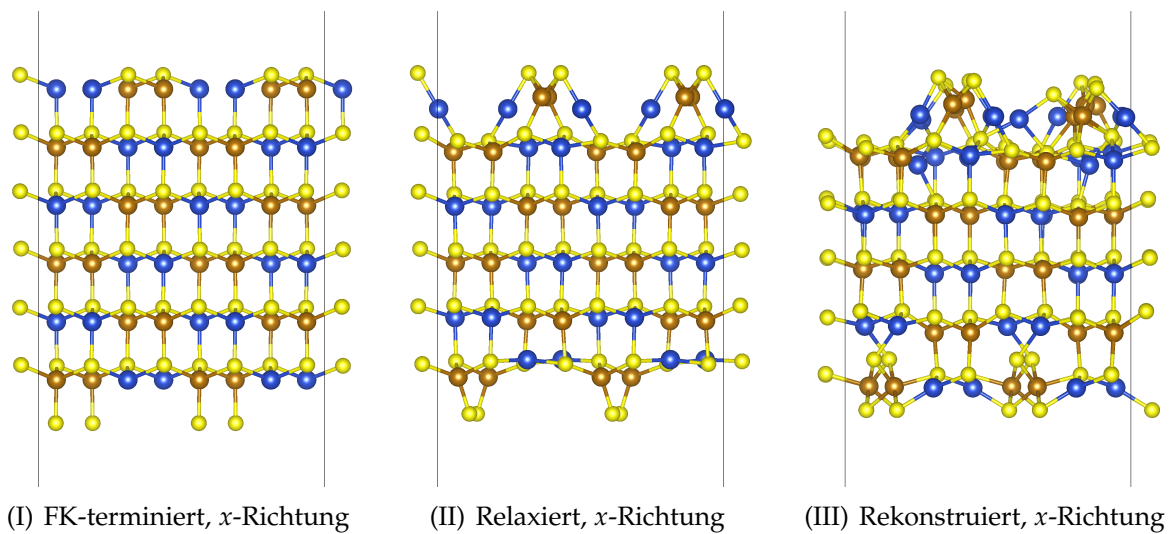 (I) FK-terminiert, x-Richtung
(II) Relaxiert, x-Richtung
(III) Rekonstruiert, x-Richtung